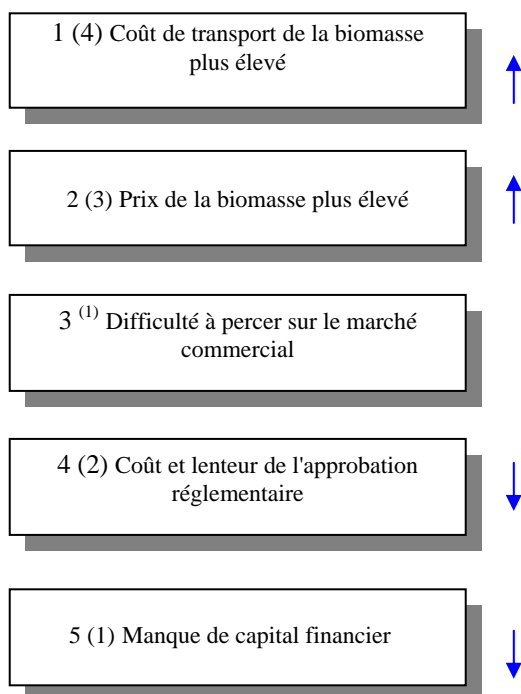 1 (4) Coût de transport de la biomasse
plus élevé
2 (3) Prix de la biomasse plus élevé
3 (1) Difficulté à percer sur le marché
commercial
4 (2) Coût et lenteur de l'approbation
réglementaire
5 (1) Manque de capital financier